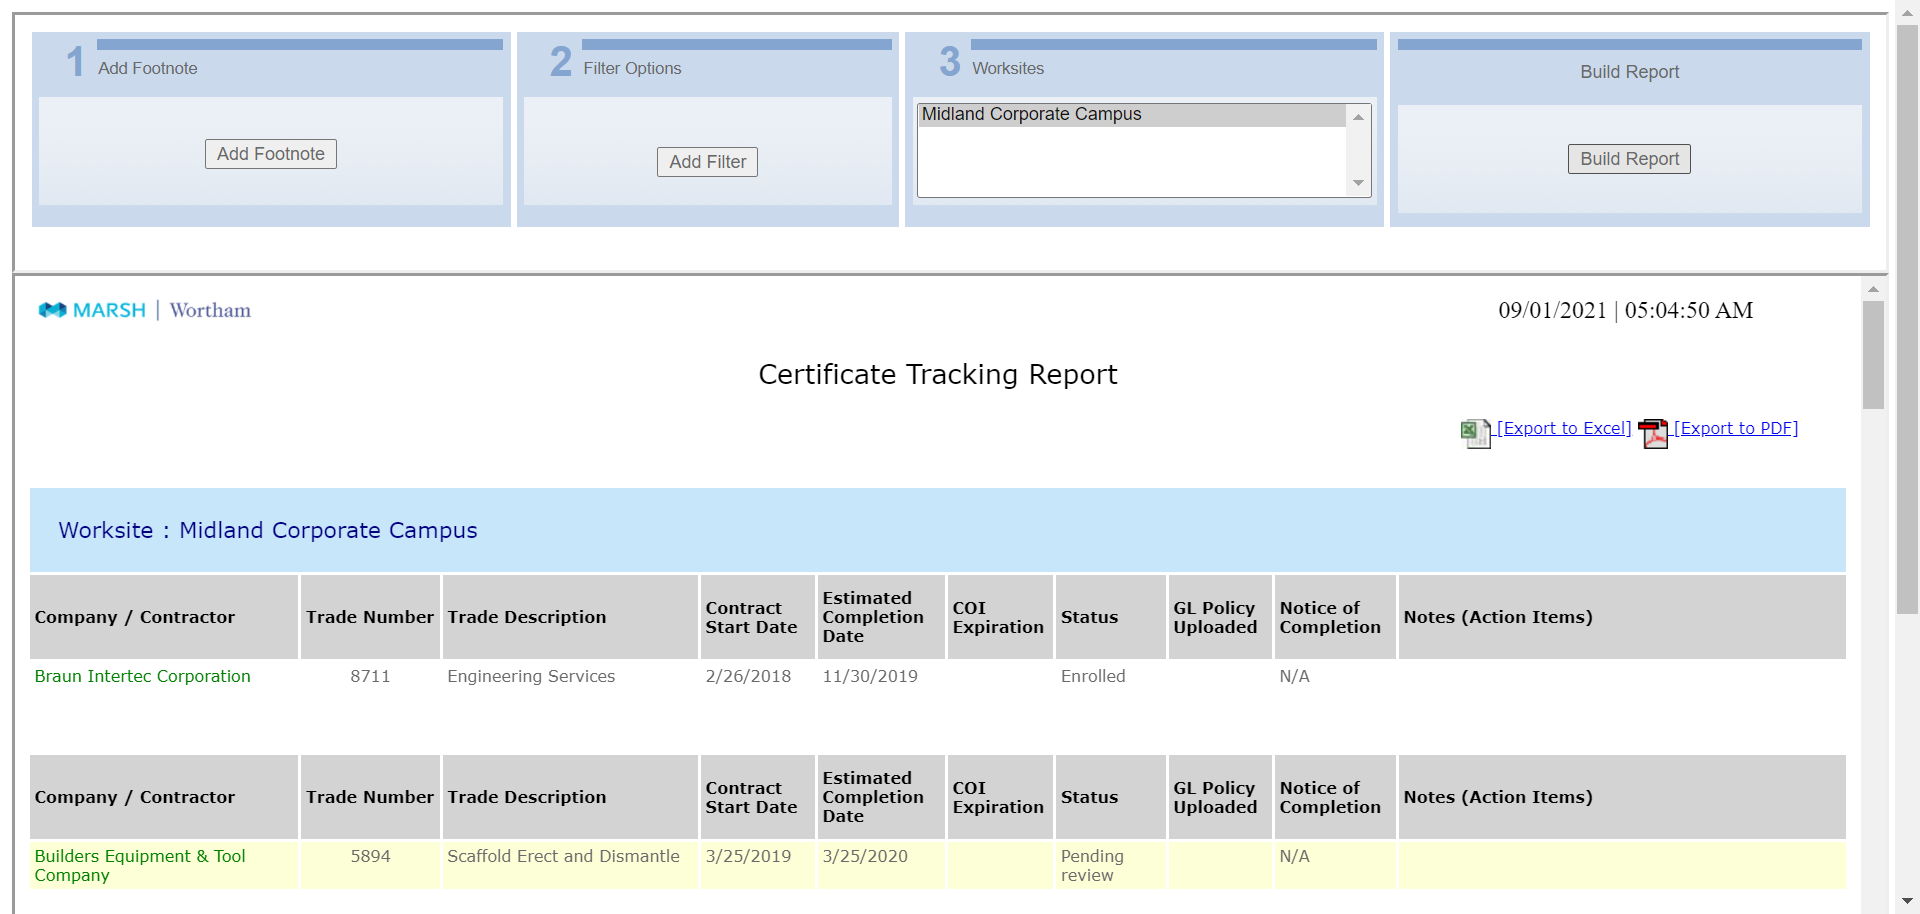 1 Add Footnote
Add Footnote
2 Filter Options
Add Filter
3 Worksites
Midland Corporate Campus
Build Report
Build Report
MARSH | Wortham
09/01/2021 | 05:04:50 AM
Certificate Tracking Report
[Export to Excel] [Export to PDF]
Worksite : Midland Corporate Campus
Company / Contractor
Trade Number
Trade Description
Contract
Start Date
Estimated
Completion
Date
COI
Expiration
Status
GL Policy
Uploaded
Notice of
Completion
Notes (Action Items)
Braun Intertec Corporation
8711
Engineering Services
2/26/2018
11/30/2019
Enrolled
N/A
Company / Contractor
Trade Number
Trade Description
Contract
Start Date
Estimated
Completion
Date
COI
Expiration
Status
GL Policy
Uploaded
Notice of
Completion
Notes (Action Items)
Builders Equipment & Tool
Company
5894
Scaffold Erect and Dismantle
3/25/2019
3/25/2020
Pending
review
N/A